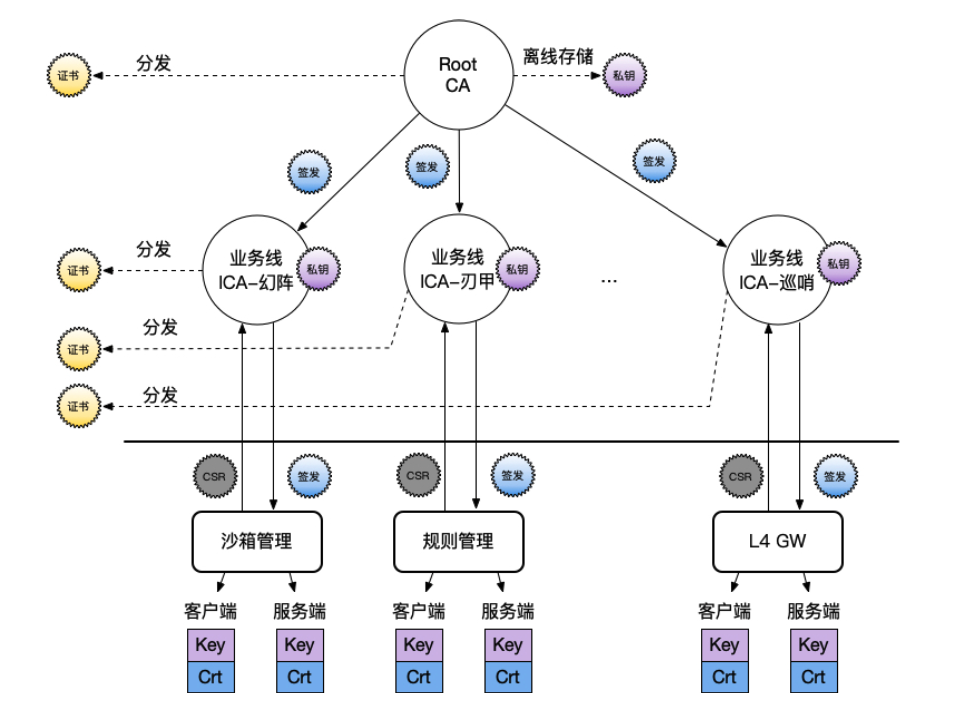 Root
CA
分发
离线存储
证书
私钥
签发
签发
签发
业务线
ICA-幻阵
私钥
业务线
ICA-刃甲
私钥
...
业务线
ICA-巡哨
私钥
分发
证书
分发
证书
分发
证书
CSR
签发
CSR
签发
CSR
签发
沙箱管理
规则管理
L4 GW
客户端
服务端
客户端
服务端
客户端
服务端
Key
Key
Key
Key
Key
Key
Crt
Crt
Crt
Crt
Crt
Crt